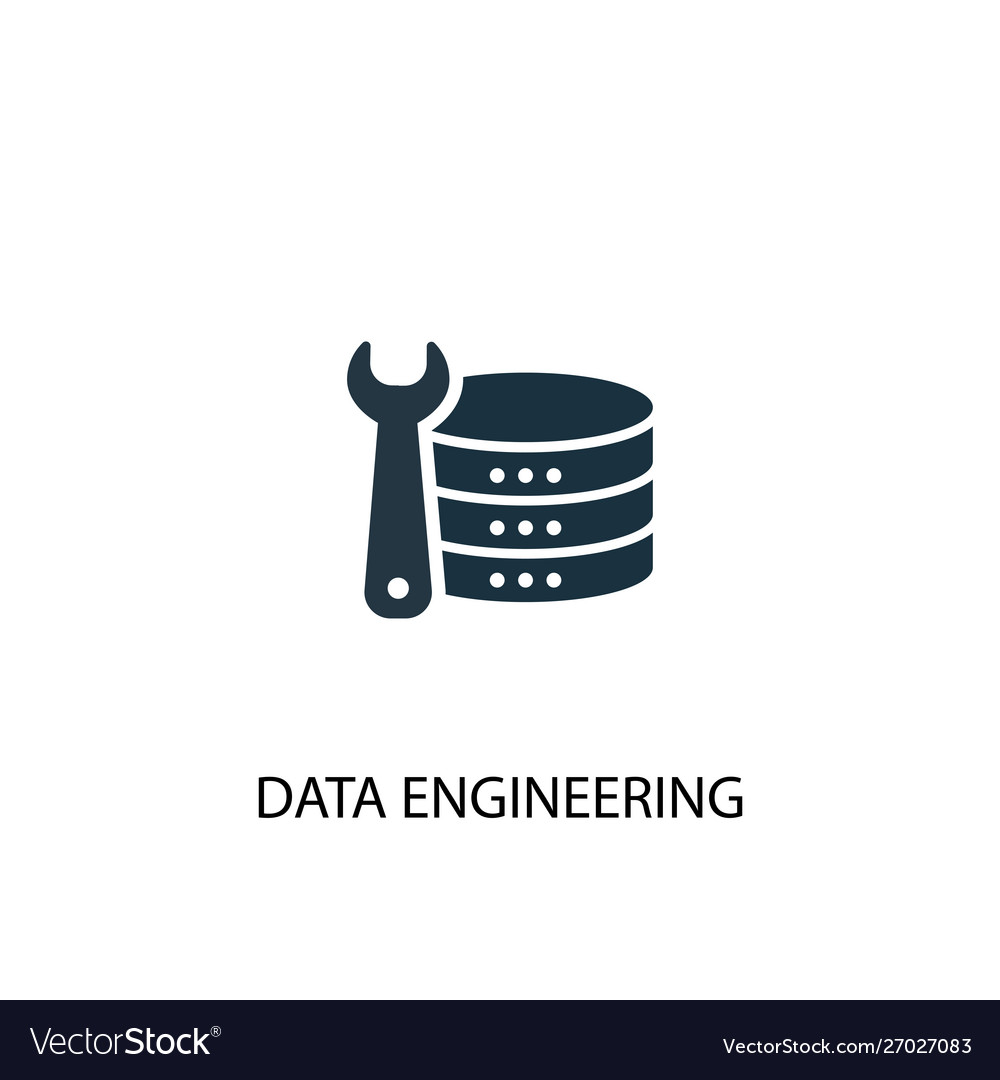 DATA ENGINEERING
VectorStock®
VectorStock.com/27027083